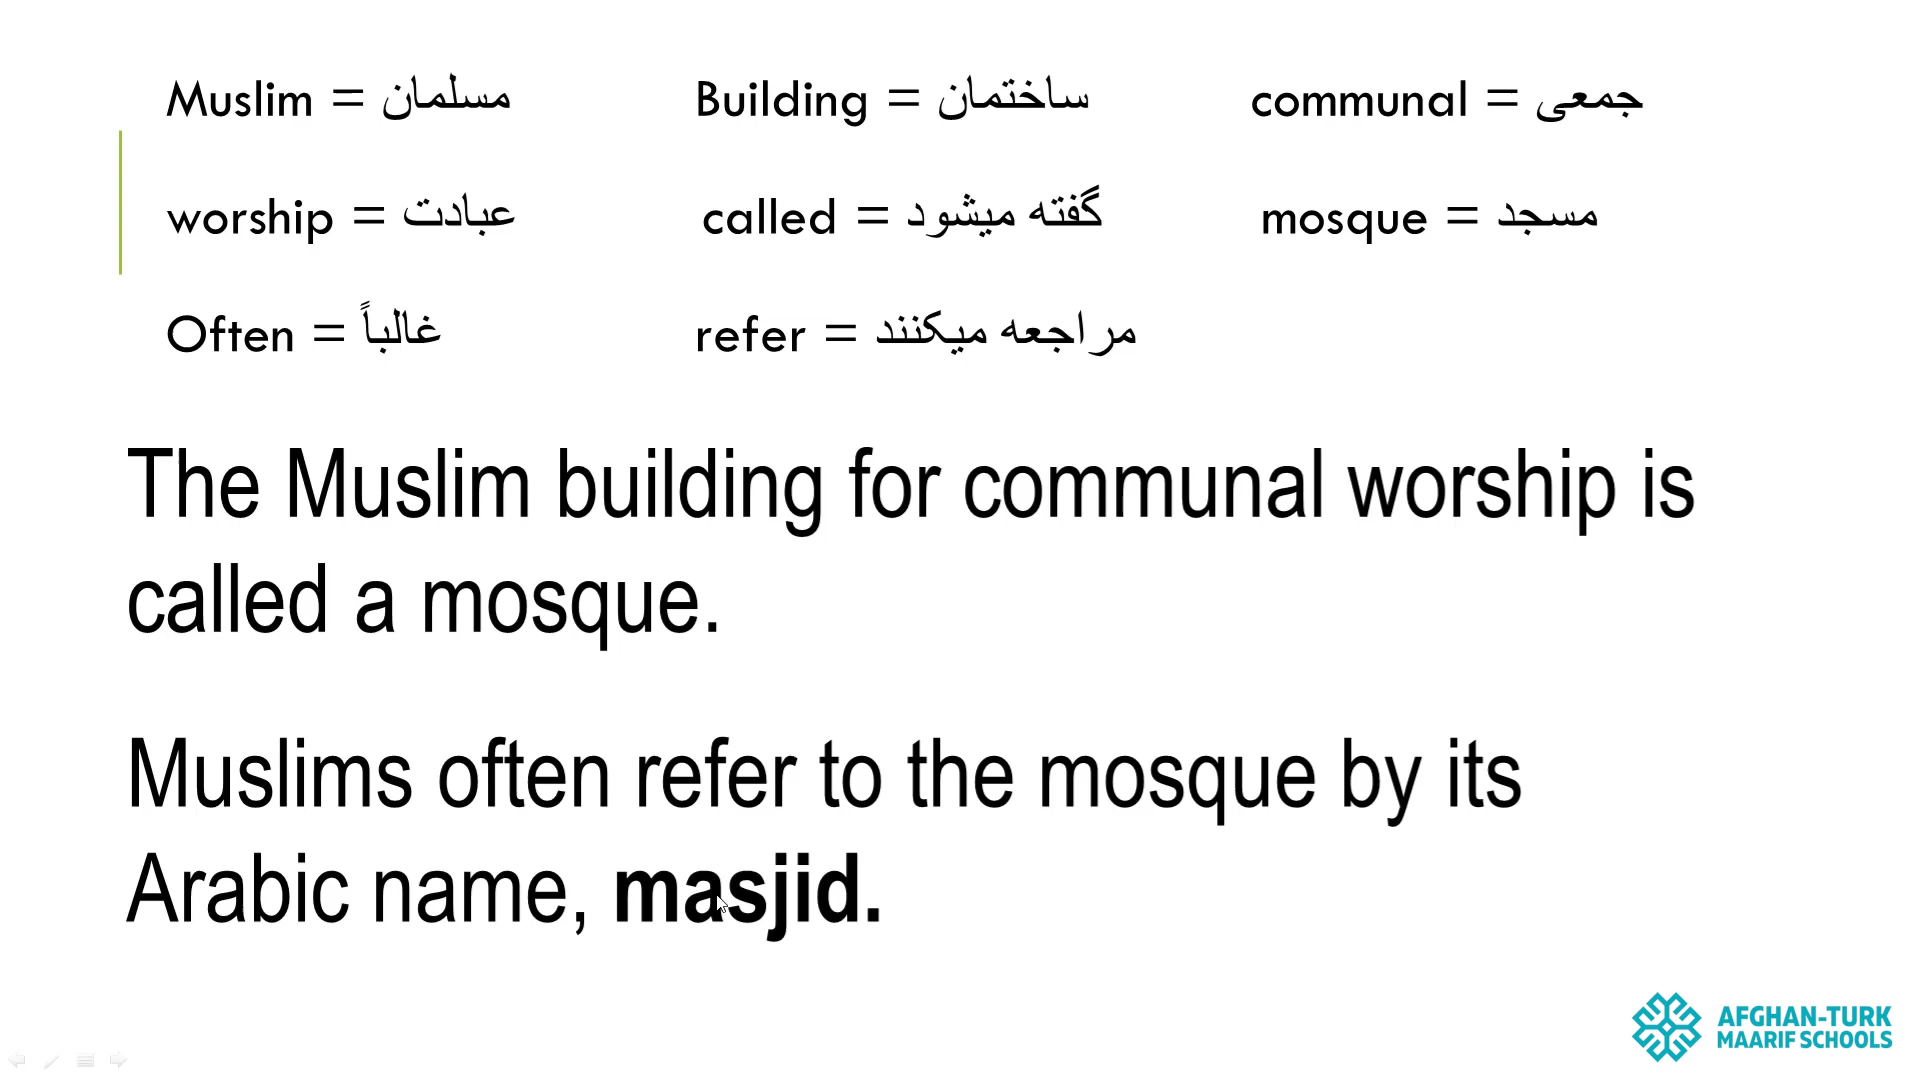 Muslim = مسلمان Building = ساختمان communal = جمعی
worship = عبادت called = گفته میشود mosque = مسجد
Often = غالباً refer = مراجعه میکنند
The Muslim building for communal worship is
called a mosque.
Muslims often refer to the mosque by its
Arabic name, masjid.
AFGHAN-TURK
MAARIF SCHOOLS